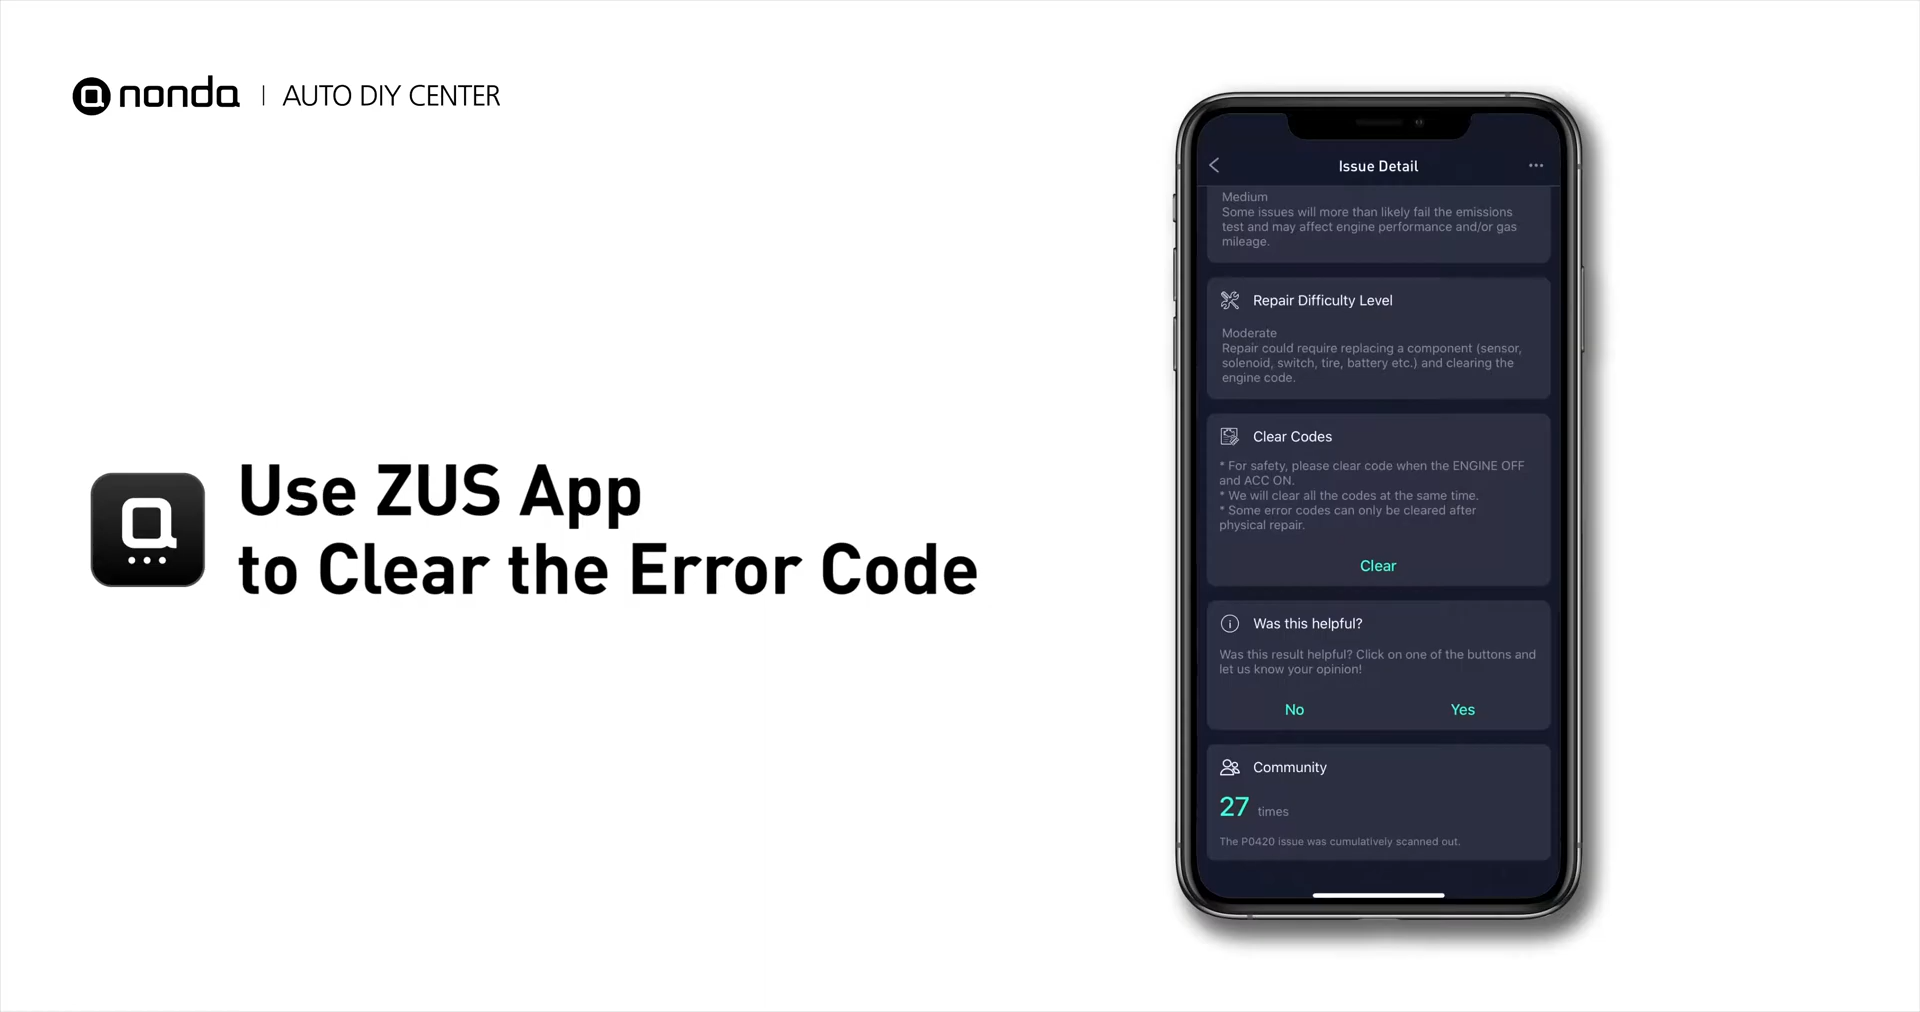 nonda | AUTO DIY CENTER
Use ZUS App
to Clear the Error Code
Issue Detail
Medium
Some issues will more than likely fail the emissions
test and may affect engine performance and/or gas
mileage.
Repair Difficulty Level
Moderate
Repair could require replacing a component (sensor,
solenoid, switch, tire, battery etc.) and clearing the
engine code.
Clear Codes
* For safety, please clear code when the ENGINE OFF
and ACC ON.
* We will clear all the codes at the same time.
* Some error codes can only be cleared after
physical repair.
Clear
Was this helpful?
Was this result helpful? Click on one of the buttons and
let us know your opinion!
No Yes
Community
27 times
The P0420 issue was cumulatively scanned out.